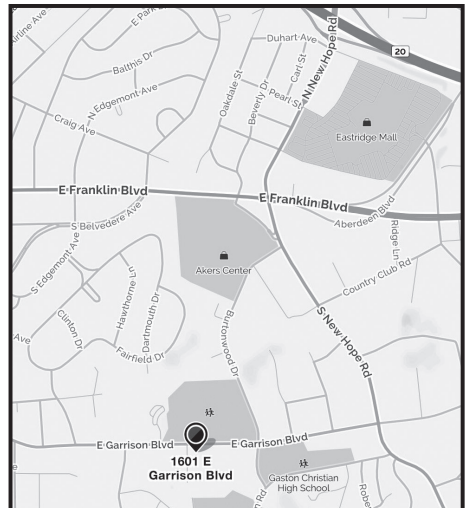 Airline Ave
E Park
Duhart Ave
N New Hope Rd
20
Balthis Dr
Carl St
Oakdale St
Beverly Dr
Pearl St
N Edgemont Ave
Craig Ave
Eastridge Mall
E Franklin Blvd
E Franklin Blvd
Aberdeen Blvd
S Belvedere Ave
Ridge Ln
S Edgemont Ave
Akers Center
Country Club Rd
Hawthorne Ln
Dartmouth Dr
Clinton Dr
Ave
Fairfield Dr
Burtonwood Dr
S New Hope Rd
E Garrison Blvd
E Garrison Blvd
1601 E
Garrison Blvd
Gaston Christian
High School
n Rd
Robe